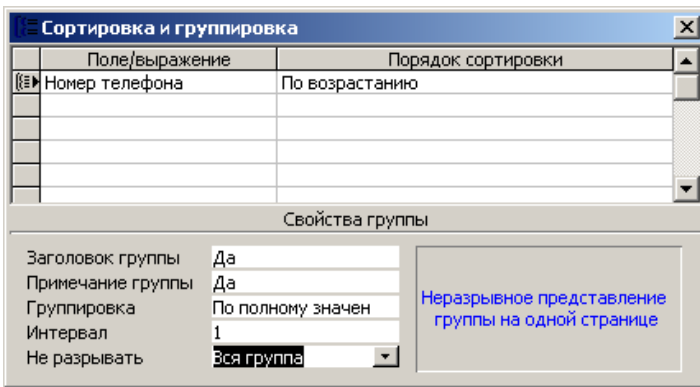 Сортировка и группировка
Поле/выражение Порядок сортировки
Номер телефона По возрастанию
Свойства группы
Заголовок группы Да
Примечание группы Да
Группировка По полному значен
Интервал 1
Не разрывать Вся группа
Неразрывное представление
группы на одной странице